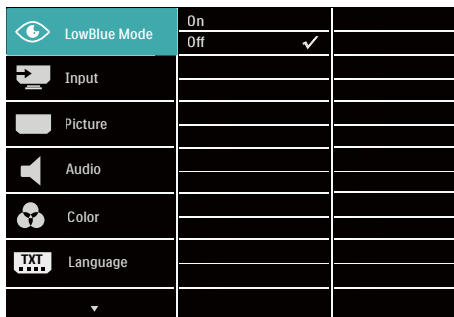 LowBlue Mode
On
Off
Input
Picture
Audio
Color
TXT
Language